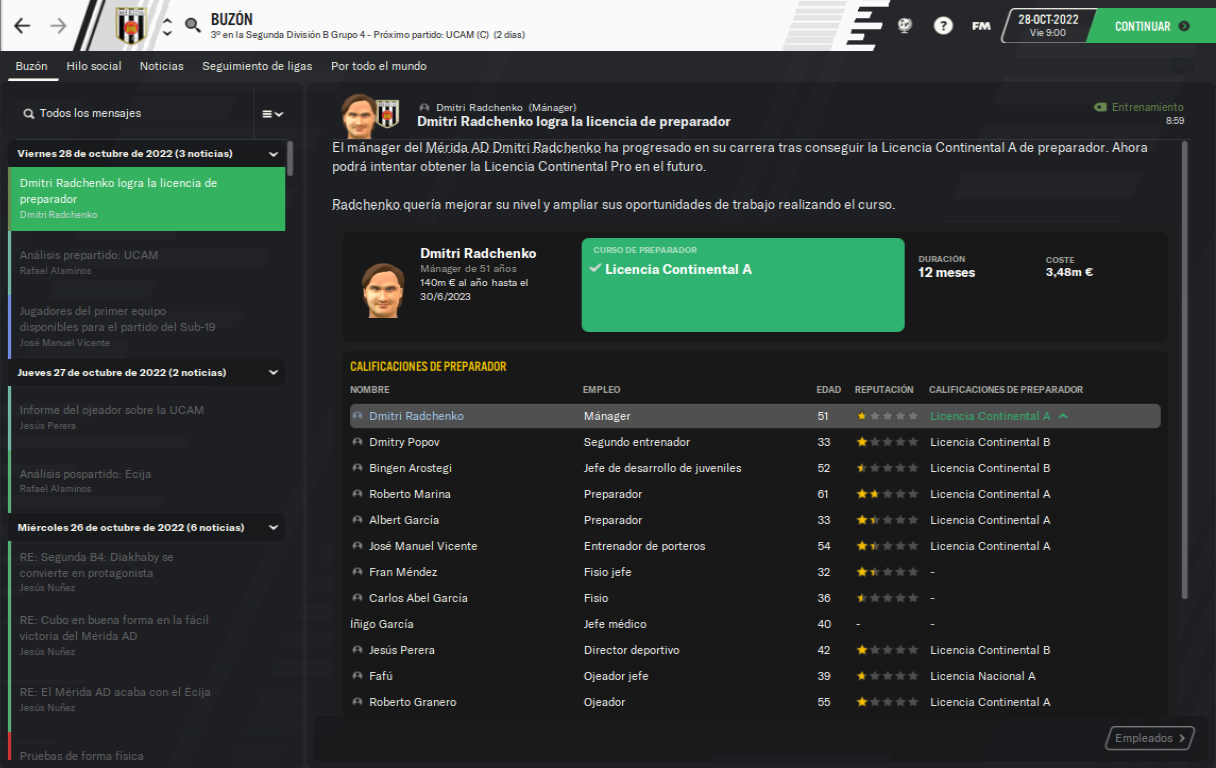 BUZÓN
3º en la Segunda División B Grupo 4 - Próximo partido: UCAM (C) (2 días)
?
FM
28-OCT-2022
Vie 9:00
CONTINUAR
Buzón Hilo social Noticias Seguimiento de ligas Por todo el mundo
Todos los mensajes
Viernes 28 de octubre de 2022 (3 noticias)
Dmitri Radchenko logra la licencia de
preparador
Dmitri Radchenko
Análisis prepartido: UCAM
Rafael Alaminos
Jugadores del primer equipo
disponibles para el partido del Sub-19
José Manuel Vicente
Jueves 27 de octubre de 2022 (2 noticias)
Informe del ojeador sobre la UCAM
Jesús Perera
Análisis pospartido: Écija
Rafael Alaminos
Miércoles 26 de octubre de 2022 (6 noticias)
RE: Segunda B4: Diakhaby se
convierte en protagonista
Jesús Nuñez
RE: Cubo en buena forma en la fácil
victoria del Mérida AD
Jesús Nuñez
RE: El Mérida AD acaba con el Écija
Jesús Nuñez
Pruebas de forma física
Dmitri Radchenko (Mánager)
Dmitri Radchenko logra la licencia de preparador
Entrenamiento
8:59
El mánager del Mérida AD Dmitri Radchenko ha progresado en su carrera tras conseguir la Licencia Continental A de preparador. Ahora
podrá intentar obtener la Licencia Continental Pro en el futuro.
Radchenko quería mejorar su nivel y ampliar sus oportunidades de trabajo realizando el curso.
Dmitri Radchenko
Mánager de 51 años
140m € al año hasta el
30/6/2023
CURSO DE PREPARADOR
Licencia Continental A
DURACIÓN
12 meses
COSTE
3,48m €
CALIFICACIONES DE PREPARADOR
NOMBRE EMPLEO EDAD REPUTACIÓN CALIFICACIONES DE PREPARADOR
Dmitri Radchenko Mánager 51 Licencia Continental A
Dmitry Popov Segundo entrenador 33 Licencia Continental B
Bingen Arostegi Jefe de desarrollo de juveniles 52 Licencia Continental B
Roberto Marina Preparador 61 Licencia Continental A
Albert García Preparador 33 Licencia Continental A
José Manuel Vicente Entrenador de porteros 54 Licencia Continental A
Fran Méndez Fisio jefe 32 -
Carlos Abel García Fisio 36 -
Íñigo García Jefe médico 40 - -
Jesús Perera Director deportivo 42 Licencia Continental B
Fafú Ojeador jefe 39 Licencia Nacional A
Roberto Granero Ojeador 55 Licencia Continental A
Empleados